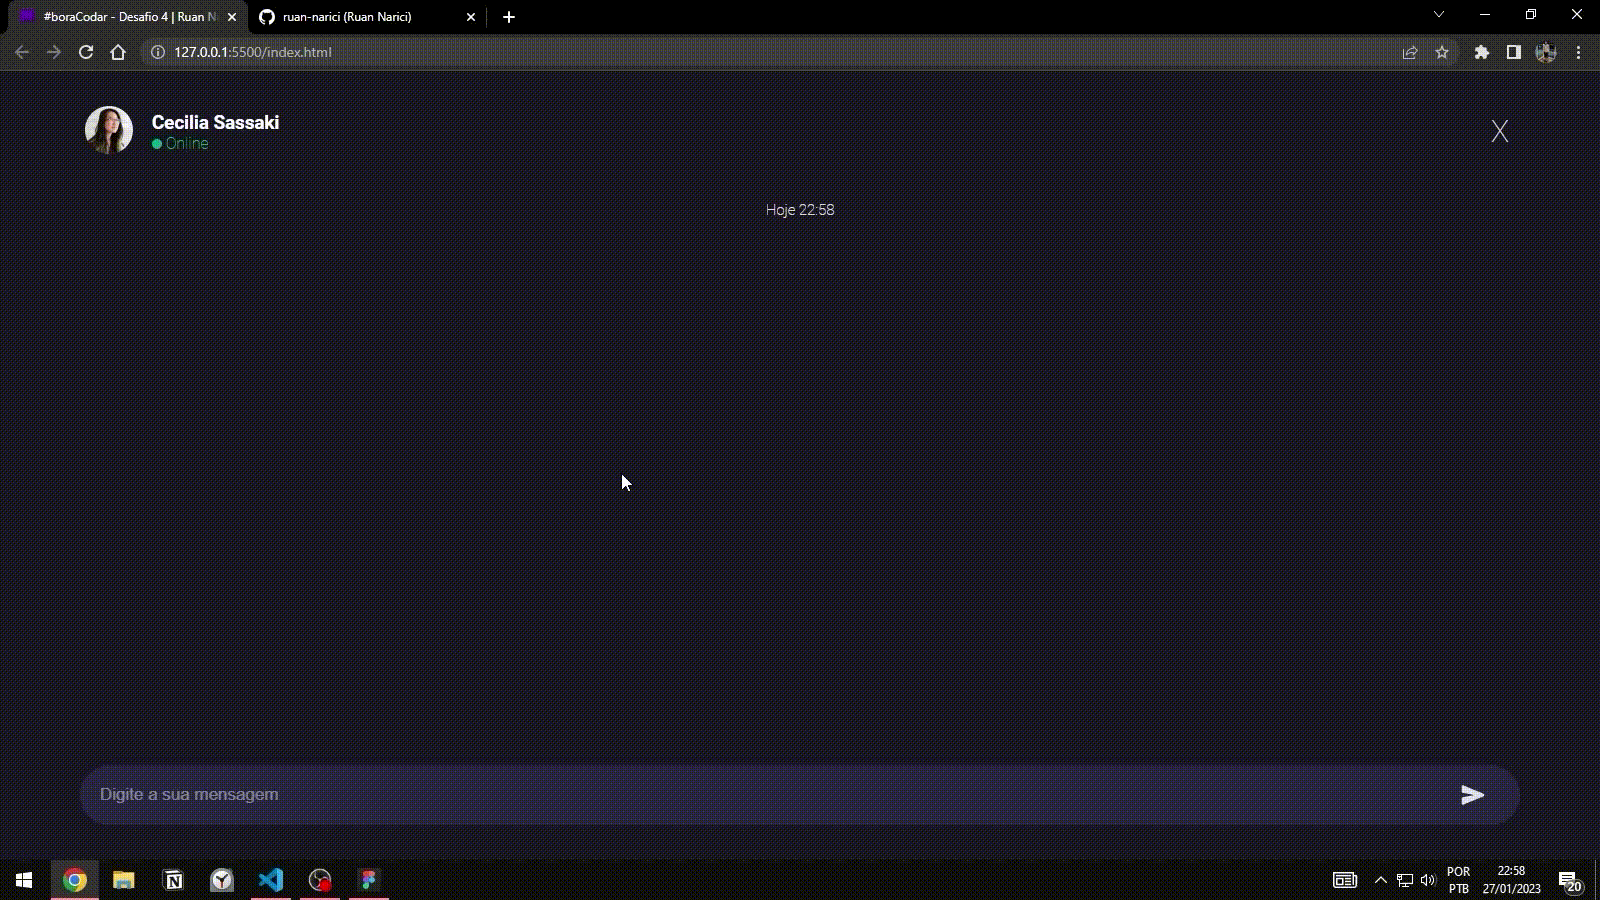 #boraCodar - Desafio 4 | Ruan N
ruan-narici (Ruan Narici)
127.0.0.1:5500/index.html
Cecilia Sassaki
Online
X
Hoje 22:58
Digite a sua mensagem
POR
PTB
22:58
27/01/2023
20